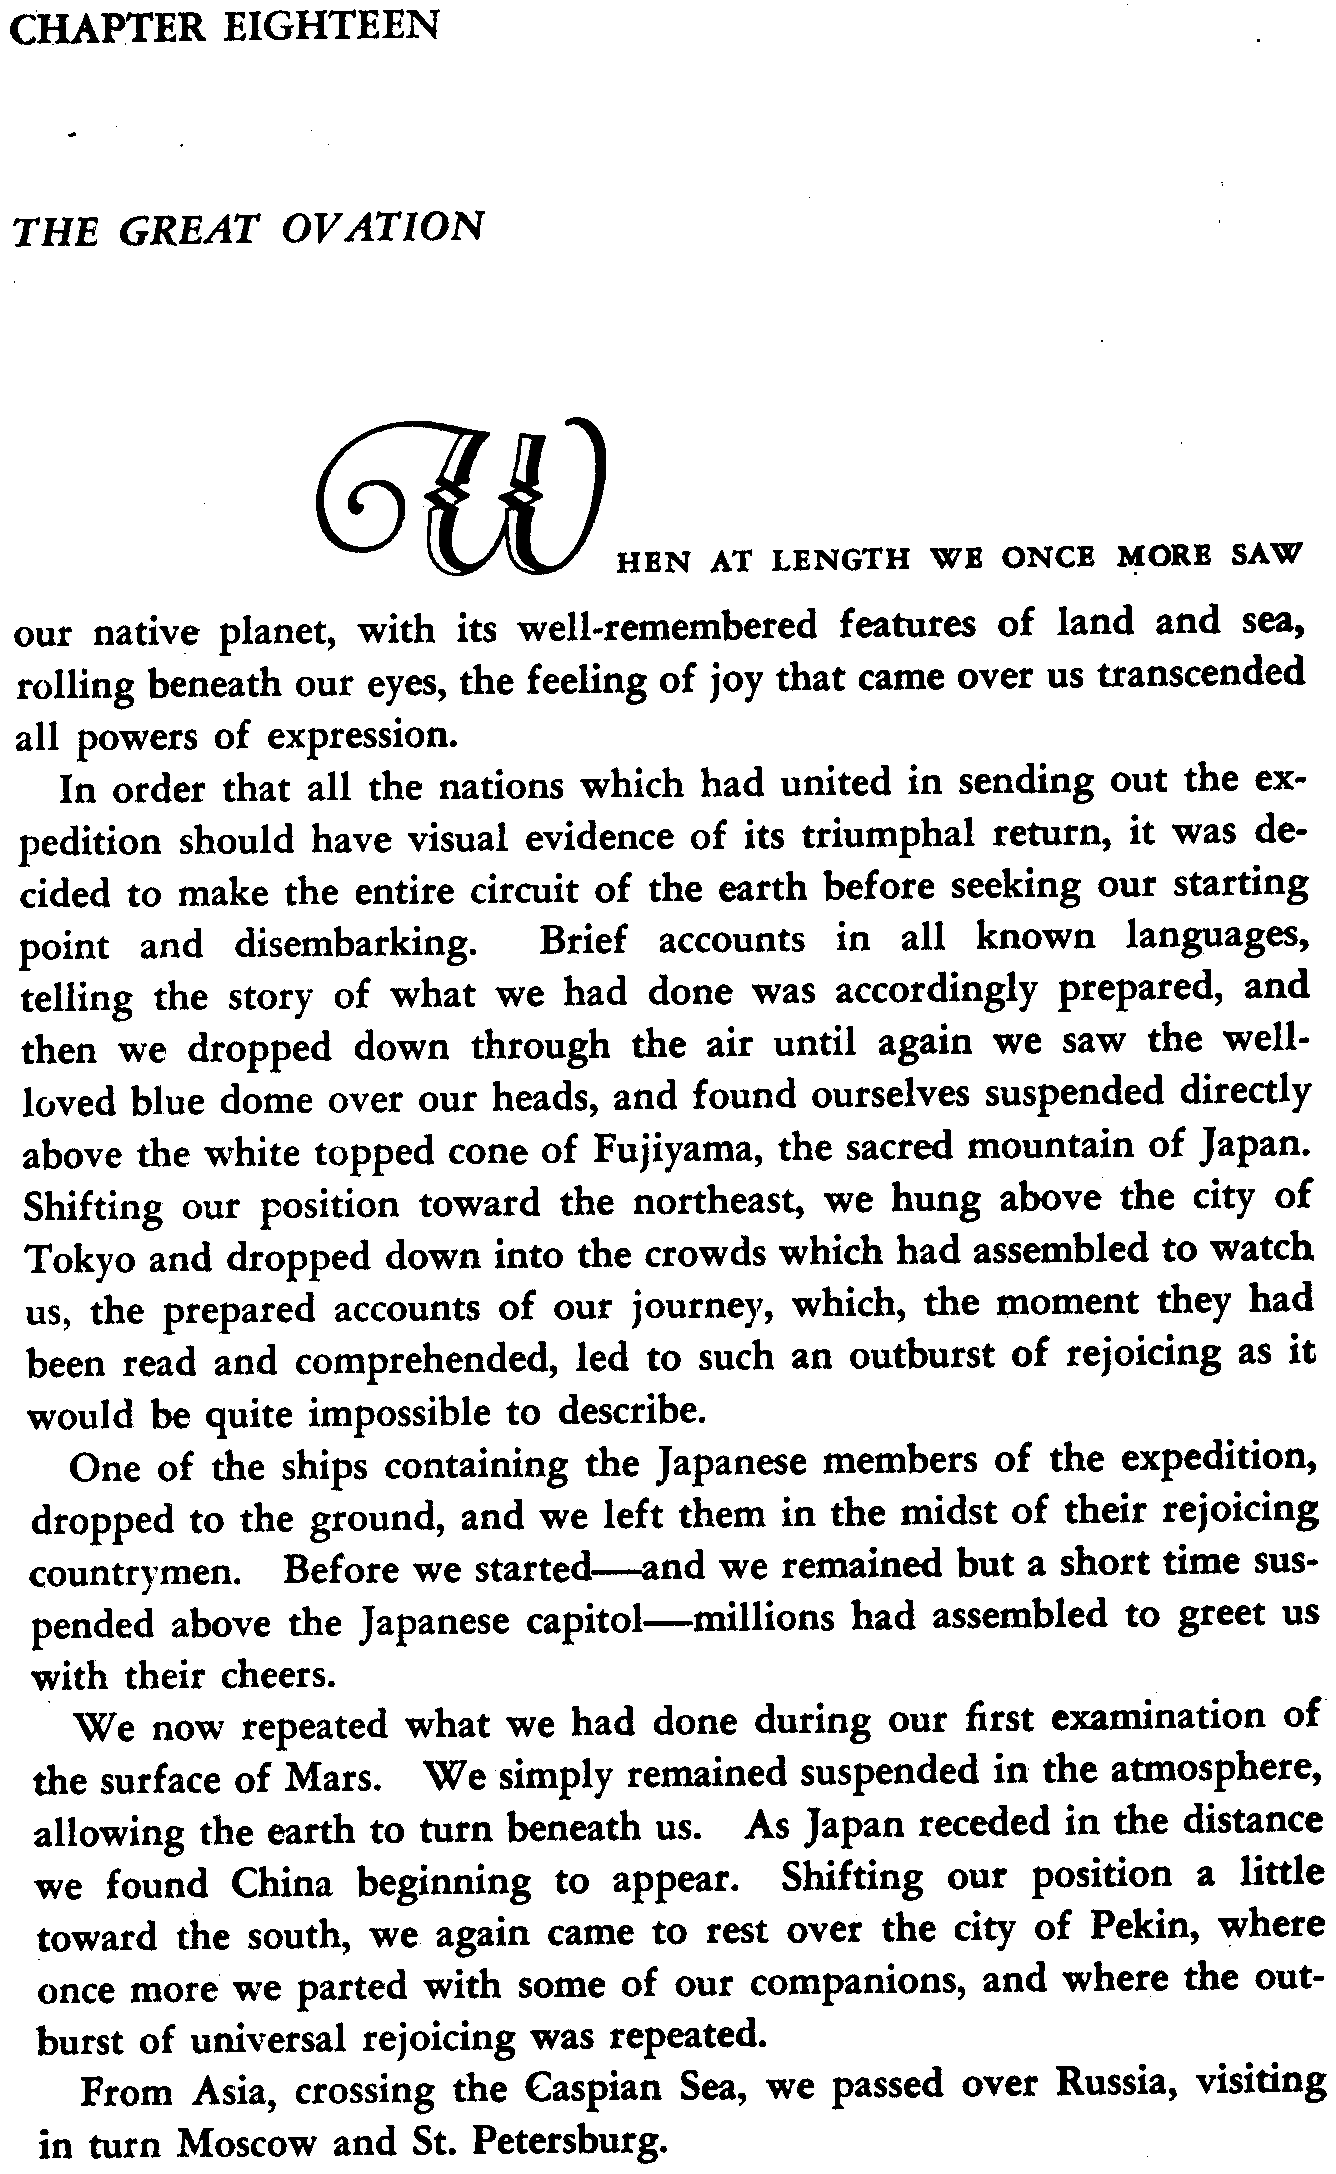 CHAPTER EIGHTEEN
THE GREAT OVATION
WHEN AT LENGTH WE ONCE MORE SAW
our native planet, with its well-remembered features of land and sea,
rolling beneath our eyes, the feeling of joy that came over us transcended
all powers of expression.
In order that all the nations which had united in sending out the ex-
pedition should have visual evidence of its triumphal return, it was de-
cided to make the entire circuit of the earth before seeking our starting
point and disembarking. Brief accounts in all known languages,
telling the story of what we had done was accordingly prepared, and
then we dropped down through the air until again we saw the well-
loved blue dome over our heads, and found ourselves suspended directly
above the white topped cone of Fujiyama, the sacred mountain of Japan.
Shifting our position toward the northeast, we hung above the city of
Tokyo and dropped down into the crowds which had assembled to watch
us, the prepared accounts of our journey, which, the moment they had
been read and comprehended, led to such an outburst of rejoicing as it
would be quite impossible to describe.
One of the ships containing the Japanese members of the expedition,
dropped to the ground, and we left them in the midst of their rejoicing
countrymen. Before we started—and we remained but a short time sus-
pended above the Japanese capitol—millions had assembled to greet us
with their cheers.
We now repeated what we had done during our first examination of
the surface of Mars. We simply remained suspended in the atmosphere,
allowing the earth to turn beneath us. As Japan receded in the distance
we found China beginning to appear. Shifting our position a little
toward the south, we again came to rest over the city of Pekin, where
once more we parted with some of our companions, and where the out-
burst of universal rejoicing was repeated.
From Asia, crossing the Caspian Sea, we passed over Russia, visiting
in turn Moscow and St. Petersburg.